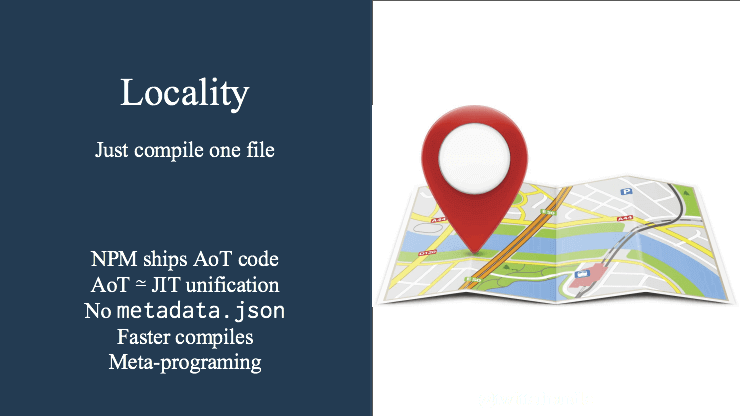 Locality
Just compile one file
NPM ships AoT code
AoT ≃ JIT unification
No metadata.json
Faster compiles
Meta-programing
P